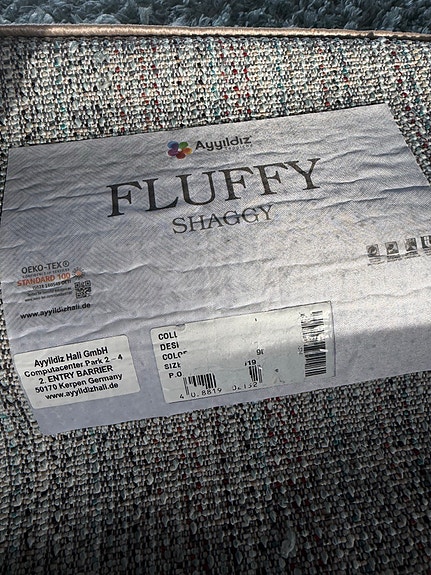 Ayyildiz
FLUFFY
SHAGGY
OEKO-TEX®
STANDARD 100
www.ayyildizhali.de
Ayyildiz Hali GmbH
Computacenter Park 2 - 4
2. ENTRY BARRIER
50170 Kerpen Germany
www.ayyildizhali.de
COLL
DESI
COLOR
SIZE
P.O